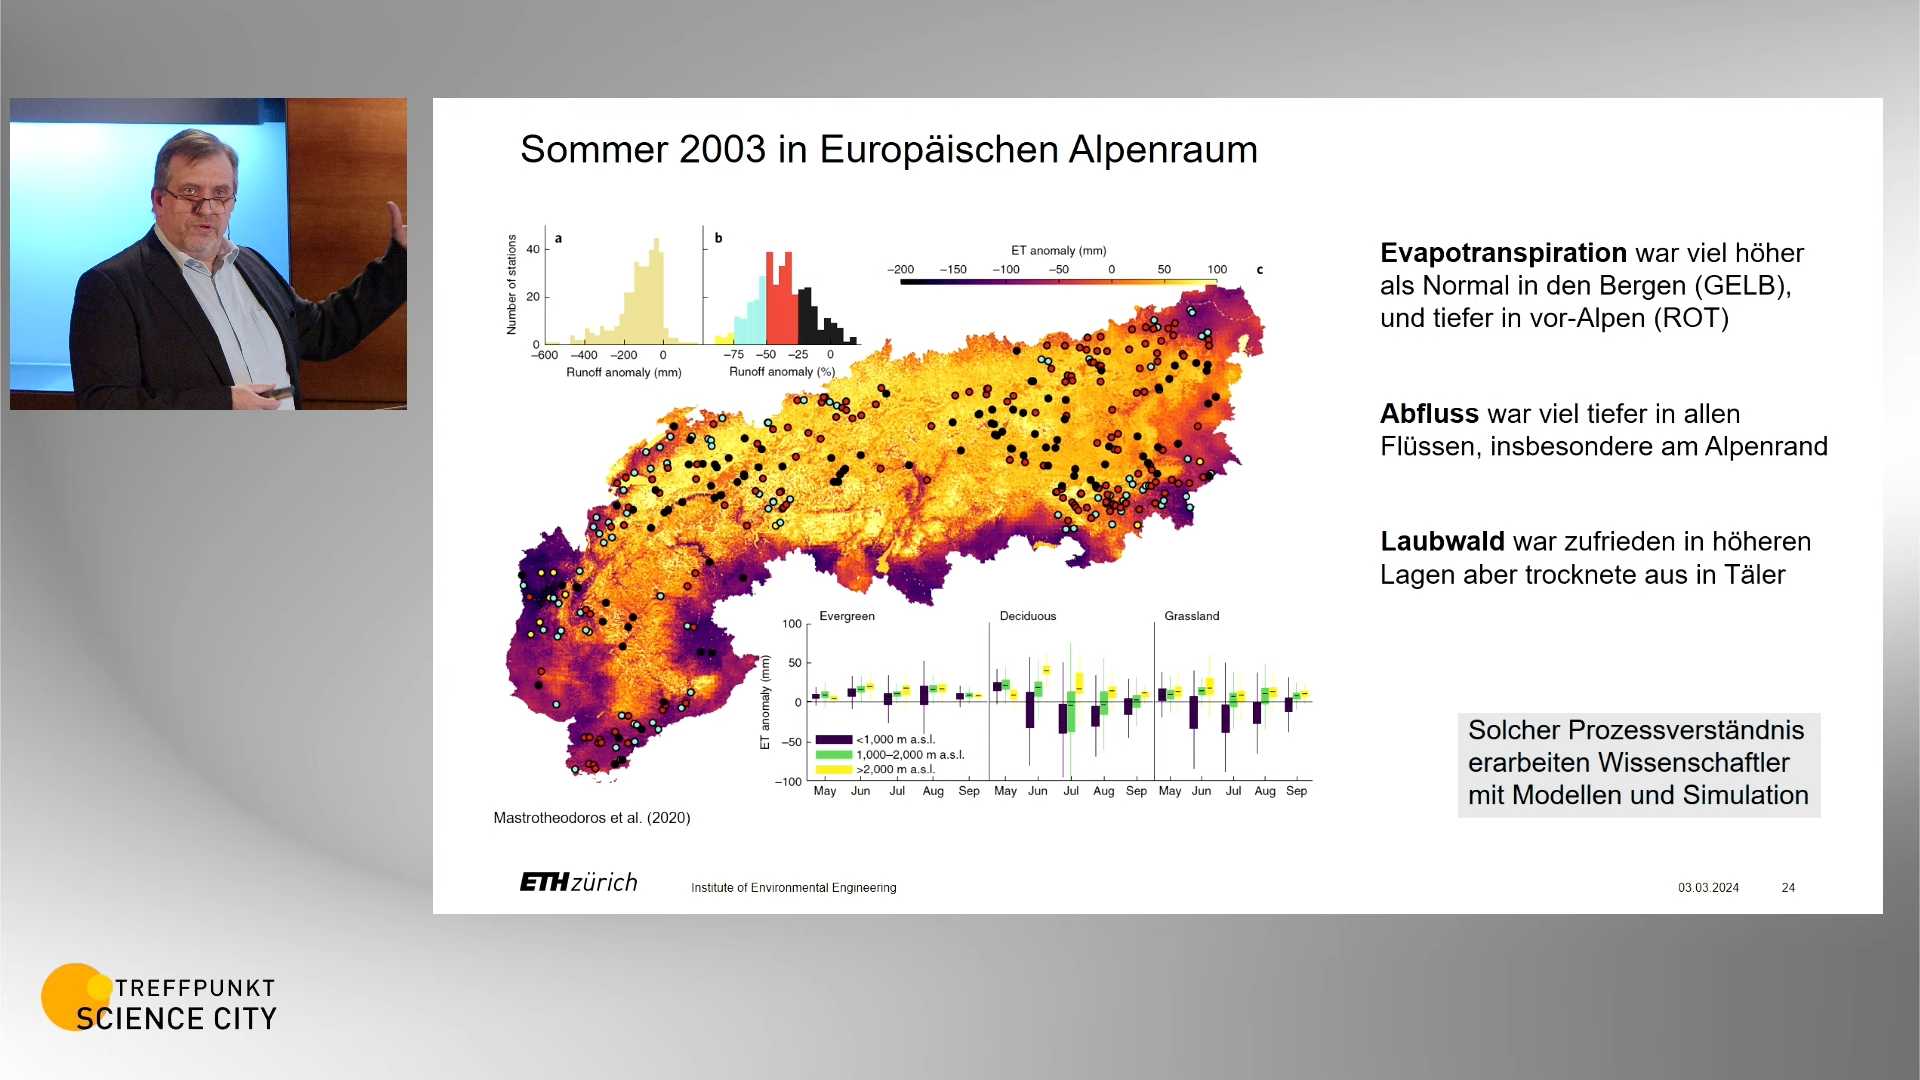 Sommer 2003 in Europäischen Alpenraum
a
b
c
Number of stations
40
20
0
−600 −400 −200 0
Runoff anomaly (mm)
−75 −50 −25 0
Runoff anomaly (%)
ET anomaly (mm)
−200 −150 −100 −50 0 50 100
Evapotranspiration war viel höher
als Normal in den Bergen (GELB),
und tiefer in vor-Alpen (ROT)
Abfluss war viel tiefer in allen
Flüssen, insbesondere am Alpenrand
Laubwald war zufrieden in höheren
Lagen aber trocknete aus in Täler
Evergreen Deciduous Grassland
ET anomaly (mm)
100
50
0
−50
−100
<1,000 m a.s.l.
1,000–2,000 m a.s.l.
>2,000 m a.s.l.
May Jun Jul Aug Sep May Jun Jul Aug Sep May Jun Jul Aug Sep
Solcher Prozessverständnis
erarbeiten Wissenschaftler
mit Modellen und Simulation
Mastrotheodoros et al. (2020)
ETH zürich
Institute of Environmental Engineering
03.03.2024
24
TREFFPUNKT
SCIENCE CITY